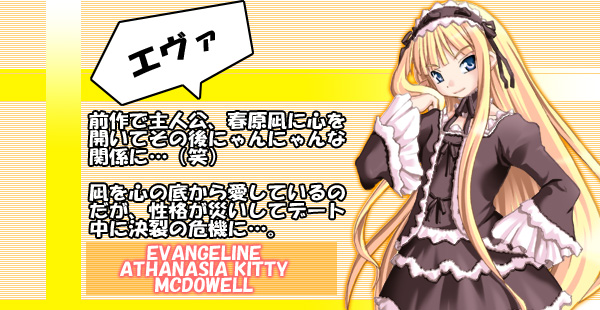 エヴァ
前作で主人公、春原凪に心を
開いてその後にゃんにゃんな
関係に…（笑）
凪を心の底から愛しているの
だが、性格が災いしてデート
中に決裂の危機に…。
EVANGELINE
ATHANASIA KITTY
MCDOWELL